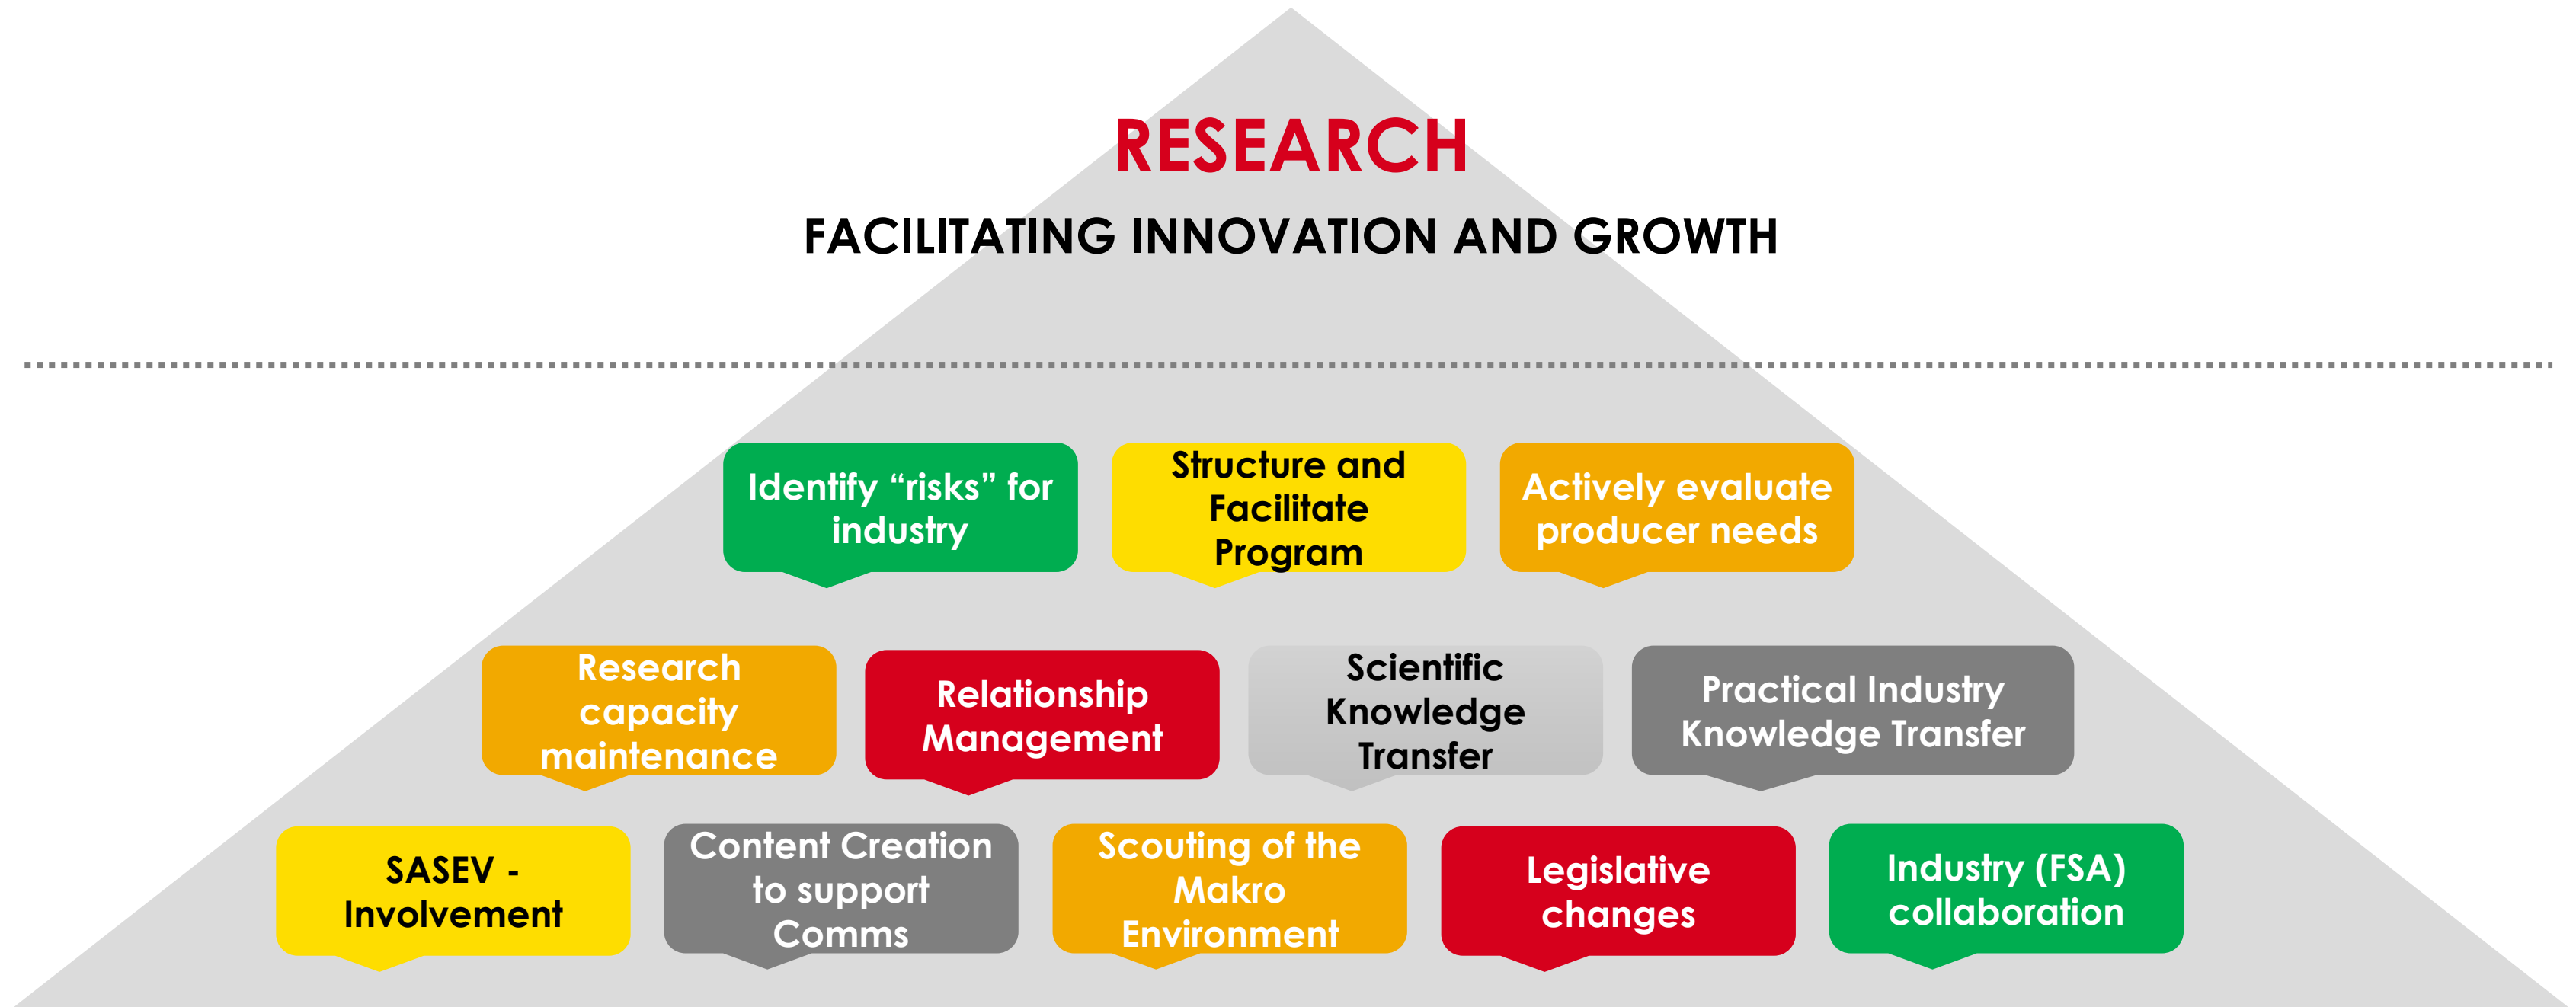 RESEARCH
FACILITATING INNOVATION AND GROWTH
Identify “risks” for
industry
Structure and
Facilitate
Program
Actively evaluate
producer needs
Research
capacity
maintenance
Relationship
Management
Scientific
Knowledge
Transfer
Practical Industry
Knowledge Transfer
SASEV -
Involvement
Content Creation
to support
Comms
Scouting of the
Makro
Environment
Legislative
changes
Industry (FSA)
collaboration